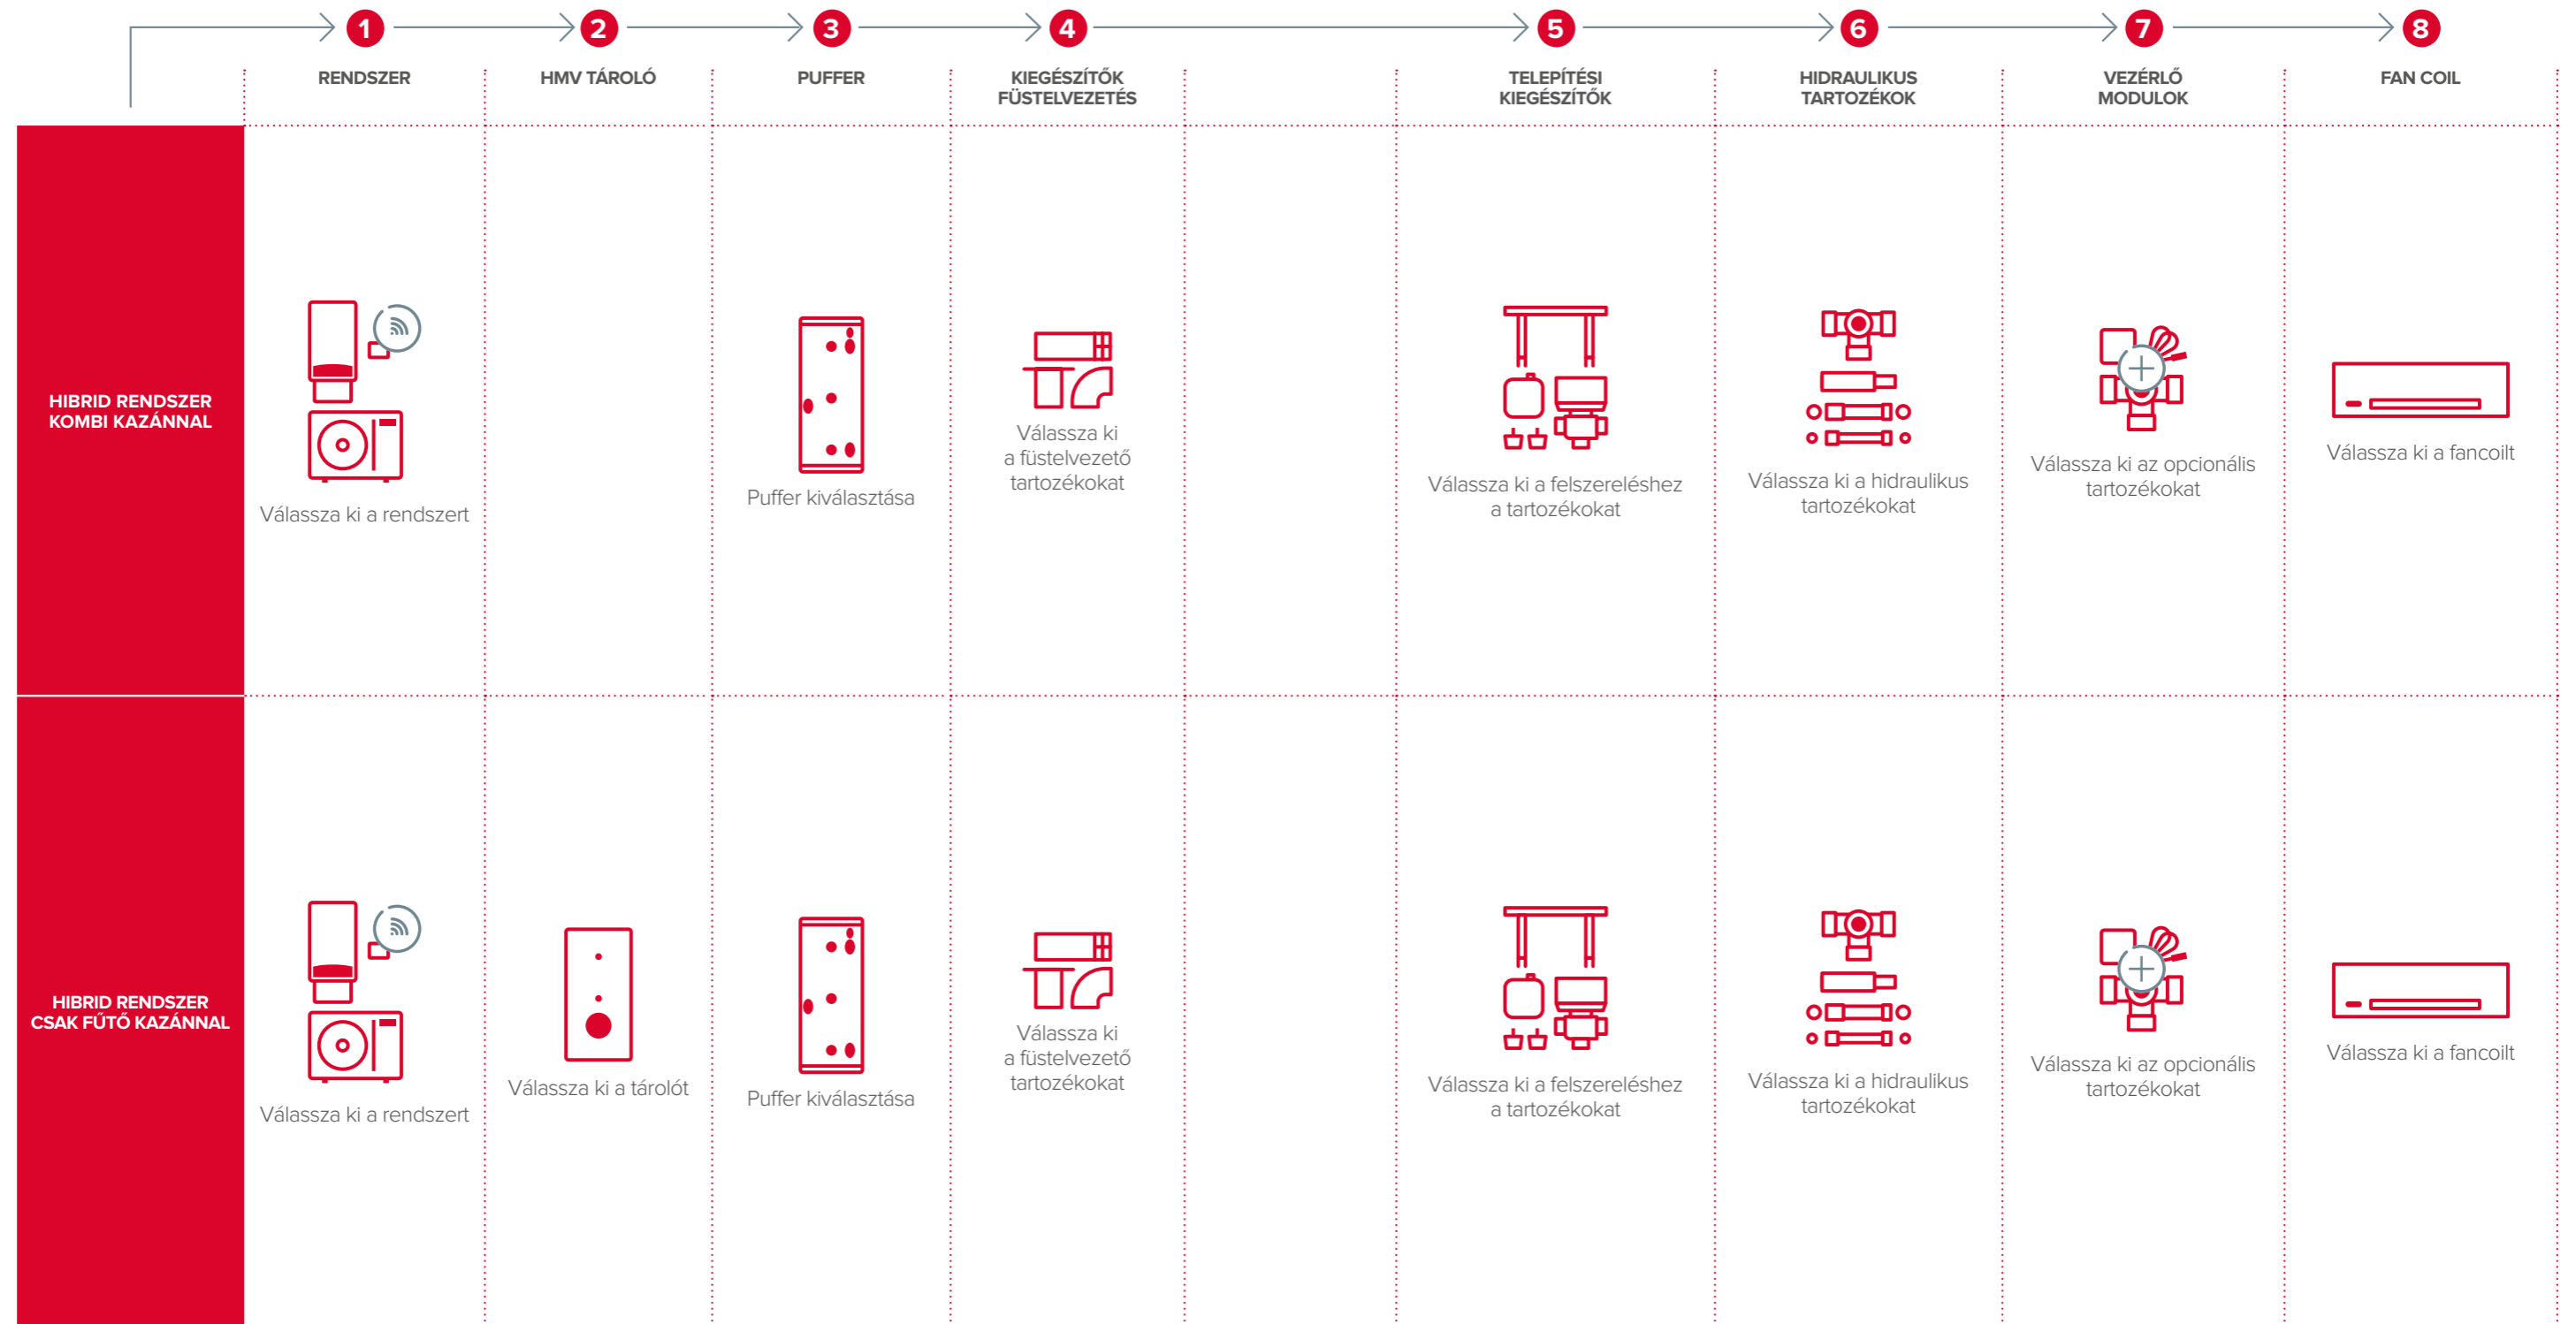 1
2
3
4
5
6
7
8
RENDSZER
HMV TÁROLÓ
PUFFER
KIEGÉSZÍTŐK
FÜSTELVEZETÉS
TELEPÍTÉSI
KIEGÉSZÍTŐK
HIDRAULIKUS
TARTOZÉKOK
VEZÉRLŐ
MODULOK
FAN COIL
HIBRID RENDSZER
KOMBI KAZÁNNAL
Válassza ki a rendszert
Puffer kiválasztása
Válassza ki
a füstelvezető
tartozékokat
Válassza ki a felszereléshez
a tartozékokat
Válassza ki a hidraulikus
tartozékokat
Válassza ki az opcionális
tartozékokat
Válassza ki a fancoilt
HIBRID RENDSZER
CSAK FŰTŐ KAZÁNNAL
Válassza ki a rendszert
Válassza ki a tárolót
Puffer kiválasztása
Válassza ki
a füstelvezető
tartozékokat
Válassza ki a felszereléshez
a tartozékokat
Válassza ki a hidraulikus
tartozékokat
Válassza ki az opcionális
tartozékokat
Válassza ki a fancoilt